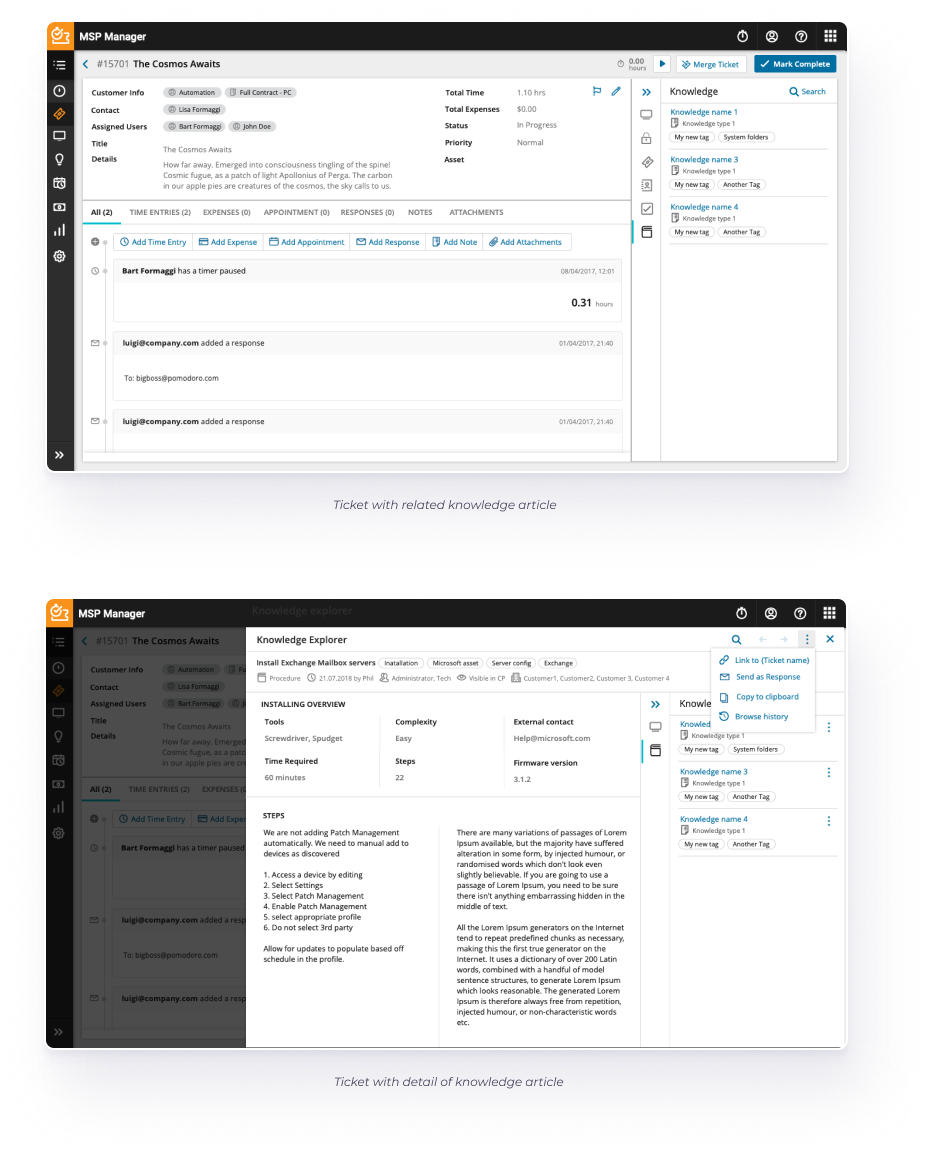 MSP Manager
#15701 The Cosmos Awaits
0.00 hours
Merge Ticket
Mark Complete
Customer Info Automation Full Contract - PC
Contact Lisa Formaggi
Assigned Users Bart Formaggi John Doe
Title The Cosmos Awaits
Details How far away. Emerged into consciousness tingling of the spine!
Cosmic fugue, as a patch of light Apollonius of Perga. The carbon
in our apple pies are creatures of the cosmos, the sky calls to us.
Total Time 1.10 hrs
Total Expenses $0.00
Status In Progress
Priority Normal
Asset
All (2) TIME ENTRIES (2) EXPENSES (0) APPOINTMENT (0) RESPONSES (0) NOTES ATTACHMENTS
Add Time Entry Add Expense Add Appointment Add Response Add Note Add Attachments
Bart Formaggi has a timer paused 08/04/2017, 12:01
0.31 hours
luigi@company.com added a response 01/04/2017, 21:40
To: bigboss@pomodoro.com
luigi@company.com added a response 01/04/2017, 21:40
Knowledge Search
Knowledge name 1
Knowledge type 1
My new tag System folders
Knowledge name 3
Knowledge type 1
My new tag Another Tag
Knowledge name 4
Knowledge type 1
My new tag Another Tag
Ticket with related knowledge article
MSP Manager
Knowledge explorer
#15701 The Cosmos Awaits
Customer Info Automation Fu
Contact Lisa Formaggi
Assigned Users Bart Formaggi Jo
Title The Cosmos Awaits
Details How far away. Emerged
Cosmic fugue, as a patc
in our apple pies are cre
All (2) TIME ENTRIES (2) EXPENSES (0
Add Time Entry Add Expen
Bart Formaggi has a timer paused
luigi@company.com added a resp
To: bigboss@pomodoro.com
luigi@company.com added a resp
Knowledge Explorer
Install Exchange Mailbox servers Inatallation Microsoft asset Server config Exchange
Procedure 21.07.2018 by Phil Administrator, Tech Visible in CP Customer1, Customer2, Customer 3, Customer 4
Link to (Ticket name)
Send as Response
Copy to clipboard
Browse history
INSTALLING OVERVIEW
Tools
Screwdriver, Spudget
Complexity
Easy
External contact
Help@microsoft.com
Time Required
60 minutes
Steps
22
Firmware version
3.1.2
STEPS
We are not adding Patch Management
automatically. We need to manual add to
devices as discovered
1. Access a device by editing
2. Select Settings
3. Select Patch Management
4. Enable Patch Management
5. select appropriate profile
6. Do not select 3rd party
Allow for updates to populate based off
schedule in the profile.
There are many variations of passages of Lorem
Ipsum available, but the majority have suffered
alteration in some form, by injected humour, or
randomised words which don't look even
slightly believable. If you are going to use a
passage of Lorem Ipsum, you need to be sure
there isn't anything embarrassing hidden in the
middle of text.
All the Lorem Ipsum generators on the Internet
tend to repeat predefined chunks as necessary,
making this the first true generator on the
Internet. It uses a dictionary of over 200 Latin
words, combined with a handful of model
sentence structures, to generate Lorem Ipsum
which looks reasonable. The generated Lorem
Ipsum is therefore always free from repetition,
injected humour, or non-characteristic words
etc.
Knowle
Knowled
Knowledge type 1
My new tag System folders
Knowledge name 3
Knowledge type 1
My new tag Another Tag
Knowledge name 4
Knowledge type 1
My new tag Another Tag
Ticket with detail of knowledge article